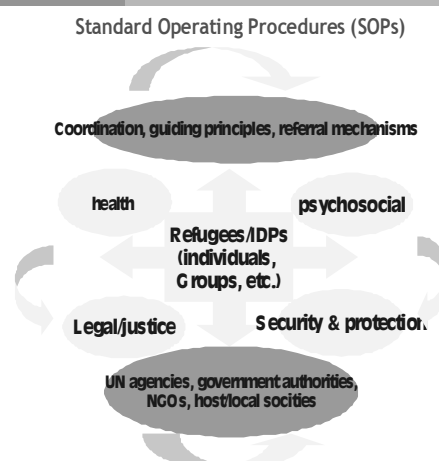 Standard Operating Procedures (SOPs)
Coordination, guiding principles, referral mechanisms
health
psychosocial
Refugees/IDPs
(individuals,
Groups, etc.)
Legal/justice
Security & protection
UN agencies, government authorities,
NGOs, host/local socities